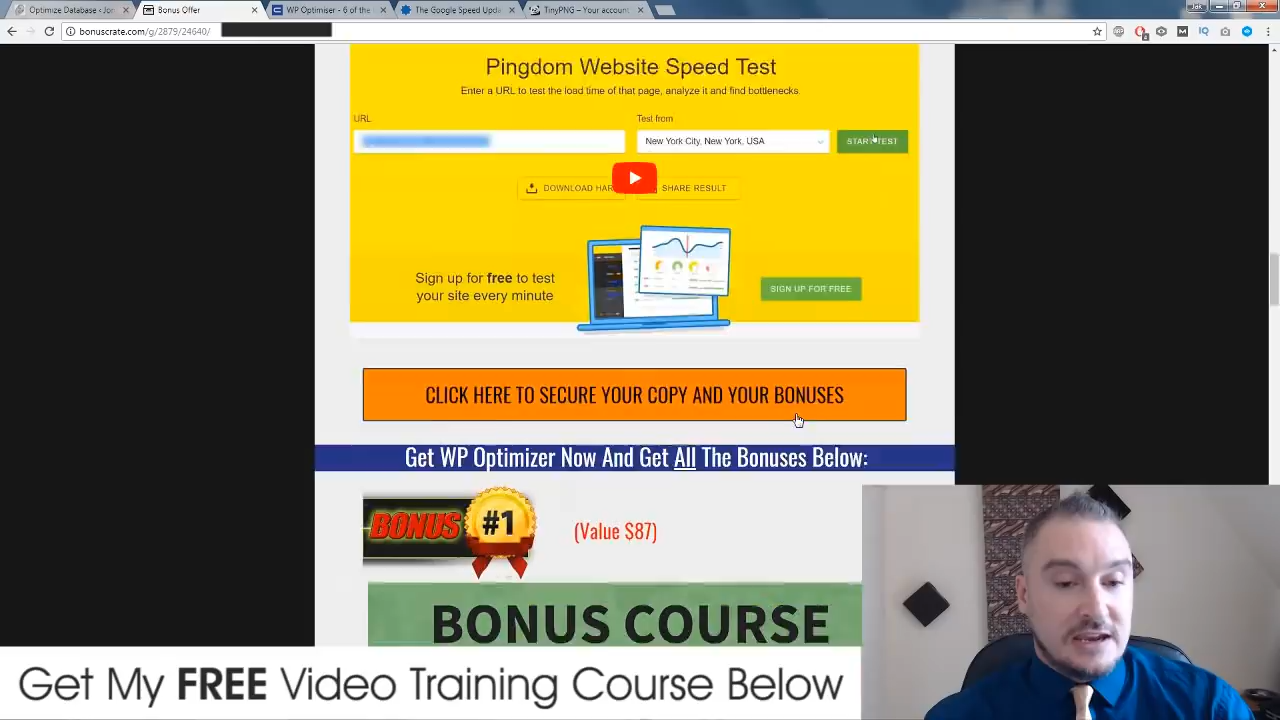 Optimize Database - Jon
Bonus Offer
WP Optimiser - 6 of the
The Google Speed Upda
TinyPNG – Your account
Jak
bonuscrate.com/g/2879/24640/
Pingdom Website Speed Test
Enter a URL to test the load time of that page, analyze it and find bottlenecks.
URL
Test from
New York City, New York, USA
START TEST
DOWNLOAD HAR
SHARE RESULT
Sign up for free to test
your site every minute
SIGN UP FOR FREE
CLICK HERE TO SECURE YOUR COPY AND YOUR BONUSES
Get WP Optimizer Now And Get All The Bonuses Below:
BONUS #1
(Value $87)
BONUS COURSE
Get My FREE Video Training Course Below